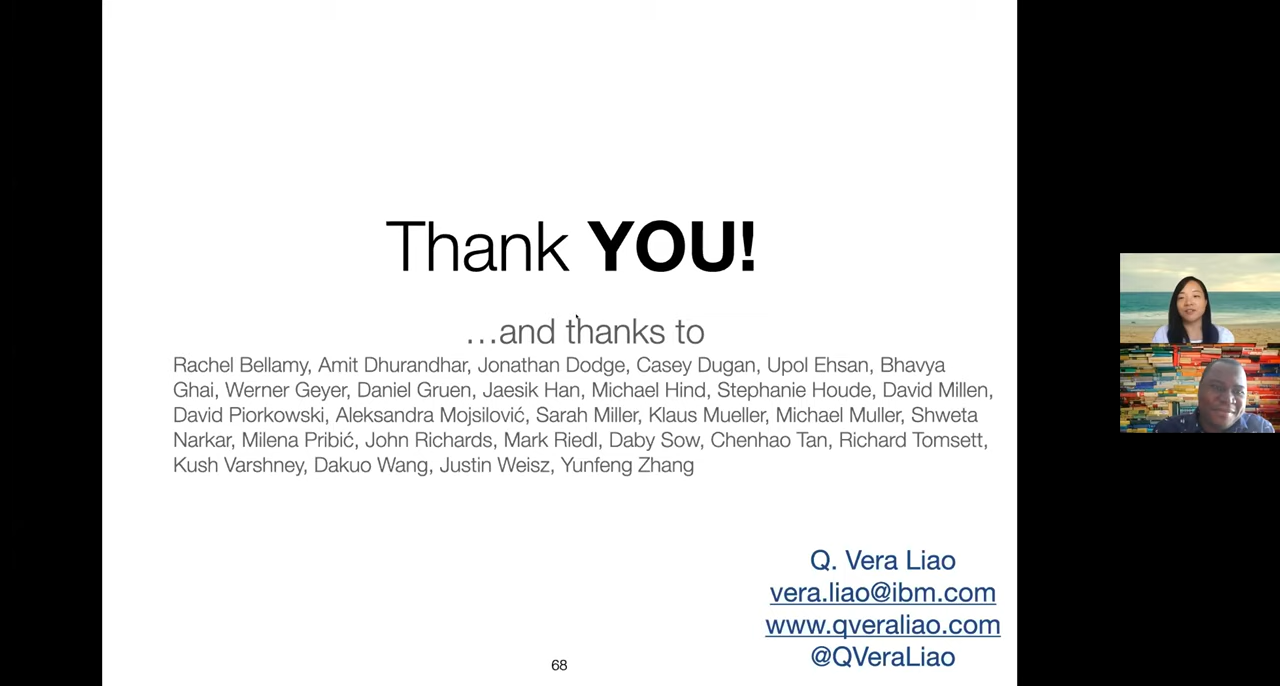 Thank YOU!
...and thanks to
Rachel Bellamy, Amit Dhurandhar, Jonathan Dodge, Casey Dugan, Upol Ehsan, Bhavya
Ghai, Werner Geyer, Daniel Gruen, Jaesik Han, Michael Hind, Stephanie Houde, David Millen,
David Piorkowski, Aleksandra Mojsilović, Sarah Miller, Klaus Mueller, Michael Muller, Shweta
Narkar, Milena Pribić, John Richards, Mark Riedl, Daby Sow, Chenhao Tan, Richard Tomsett,
Kush Varshney, Dakuo Wang, Justin Weisz, Yunfeng Zhang
Q. Vera Liao
vera.liao@ibm.com
www.qveraliao.com
@QVeraLiao
68